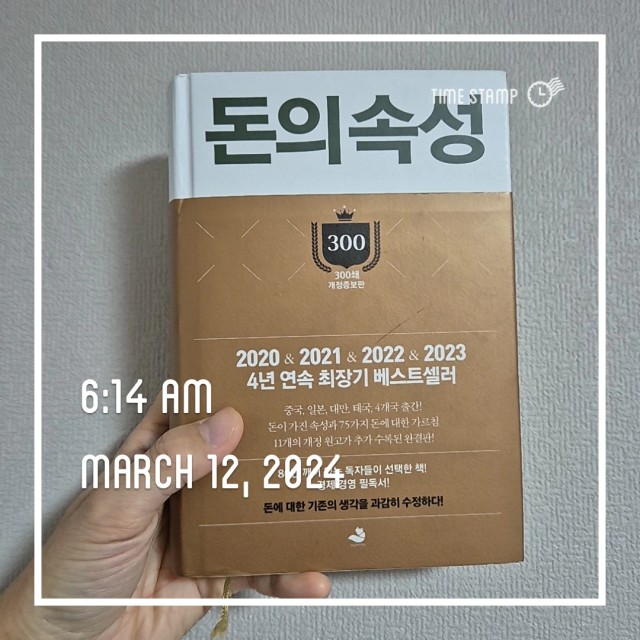 TIME STAMP
돈의 속성
300
300쇄
개정증보판
2020 & 2021 & 2022 & 2023
4년 연속 최장기 베스트셀러
중국, 일본, 대만, 태국, 4개국 출간!
돈이 가진 속성과 75가지 돈에 대한 가르침
11개의 개정 원고가 추가 수록된 완결판!
6:14 AM
독자들이 선택한 책!
경영 필독서!
MARCH 12, 2024
돈에 대한 기존의 생각을 과감히 수정하다!